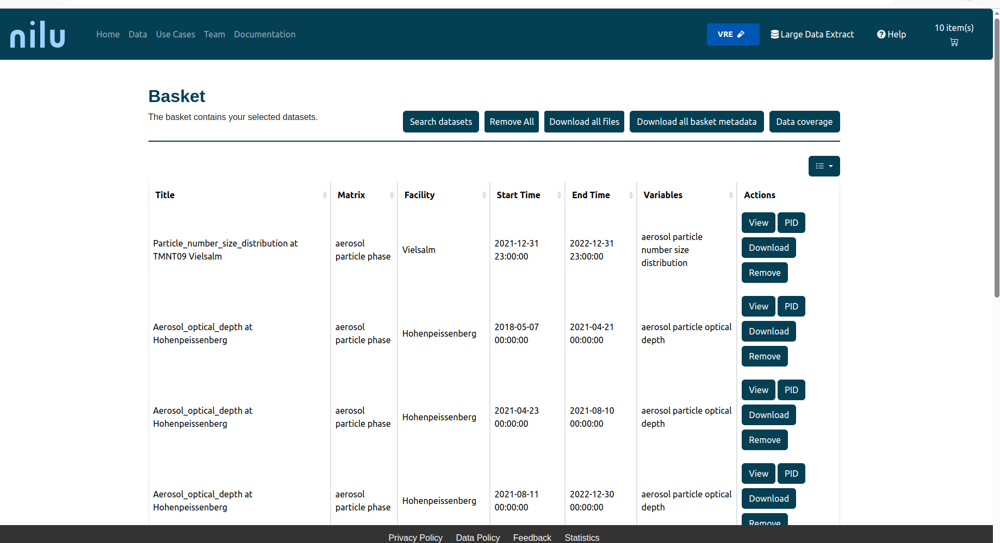 nilu
Home Data Use Cases Team Documentation
VRE Large Data Extract Help 10 item(s)
Basket
The basket contains your selected datasets.
Search datasets Remove All Download all files Download all basket metadata Data coverage
Title Matrix Facility Start Time End Time Variables Actions
Particle_number_size_distribution at
TMNT09 Vielsalm
aerosol
particle phase
Vielsalm
2021-12-31
23:00:00
2022-12-31
23:00:00
aerosol particle
number size
distribution
View PID
Download
Remove
Aerosol_optical_depth at
Hohenpeissenberg
aerosol
particle phase
Hohenpeissenberg
2018-05-07
00:00:00
2021-04-21
00:00:00
aerosol particle optical
depth
View PID
Download
Remove
Aerosol_optical_depth at
Hohenpeissenberg
aerosol
particle phase
Hohenpeissenberg
2021-04-23
00:00:00
2021-08-10
00:00:00
aerosol particle optical
depth
View PID
Download
Remove
Aerosol_optical_depth at
Hohenpeissenberg
aerosol
particle phase
Hohenpeissenberg
2021-08-11
00:00:00
2022-12-30
00:00:00
aerosol particle optical
depth
View PID
Download
Remove
Privacy Policy Data Policy Feedback Statistics